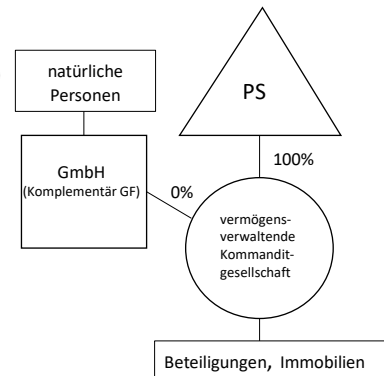 natürliche
Personen
PS
GmbH
(Komplementär GF)
0%
100%
vermögens-
verwaltende
Kommandit-
gesellschaft
Beteiligungen, Immobilien